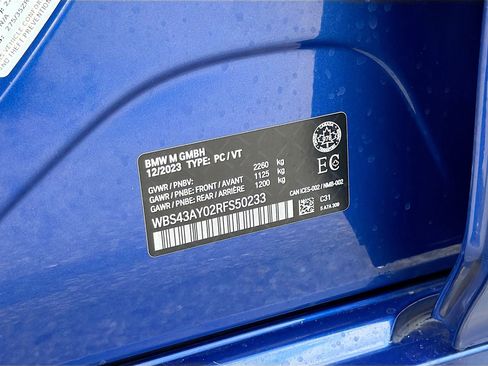 BMW M GMBH
12/2023 TYPE: PC / VT
GVWR / PNBV: 2260 kg
GAWR / PNBE: FRONT / AVANT 1125 kg
GAWR / PNBE: REAR / ARRIÈRE 1200 kg
WBS43AY02RFS50233
CANADA
EC
CAN ICES-002 / NMB-002
C31